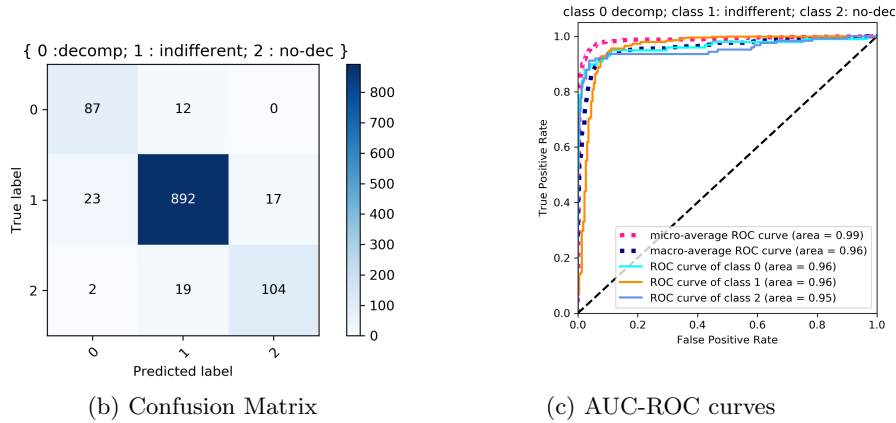 { 0 :decomp; 1 : indifferent; 2 : no-dec }
0
1
2
True label
87 12 0
23 892 17
2 19 104
0 1 2
Predicted label
800
700
600
500
400
300
200
100
0
(b) Confusion Matrix
class 0 decomp; class 1: indifferent; class 2: no-dec
1.0
0.8
0.6
0.4
0.2
0.0
True Positive Rate
micro-average ROC curve (area = 0.99)
macro-average ROC curve (area = 0.96)
ROC curve of class 0 (area = 0.96)
ROC curve of class 1 (area = 0.96)
ROC curve of class 2 (area = 0.95)
0.0 0.2 0.4 0.6 0.8 1.0
False Positive Rate
(c) AUC-ROC curves